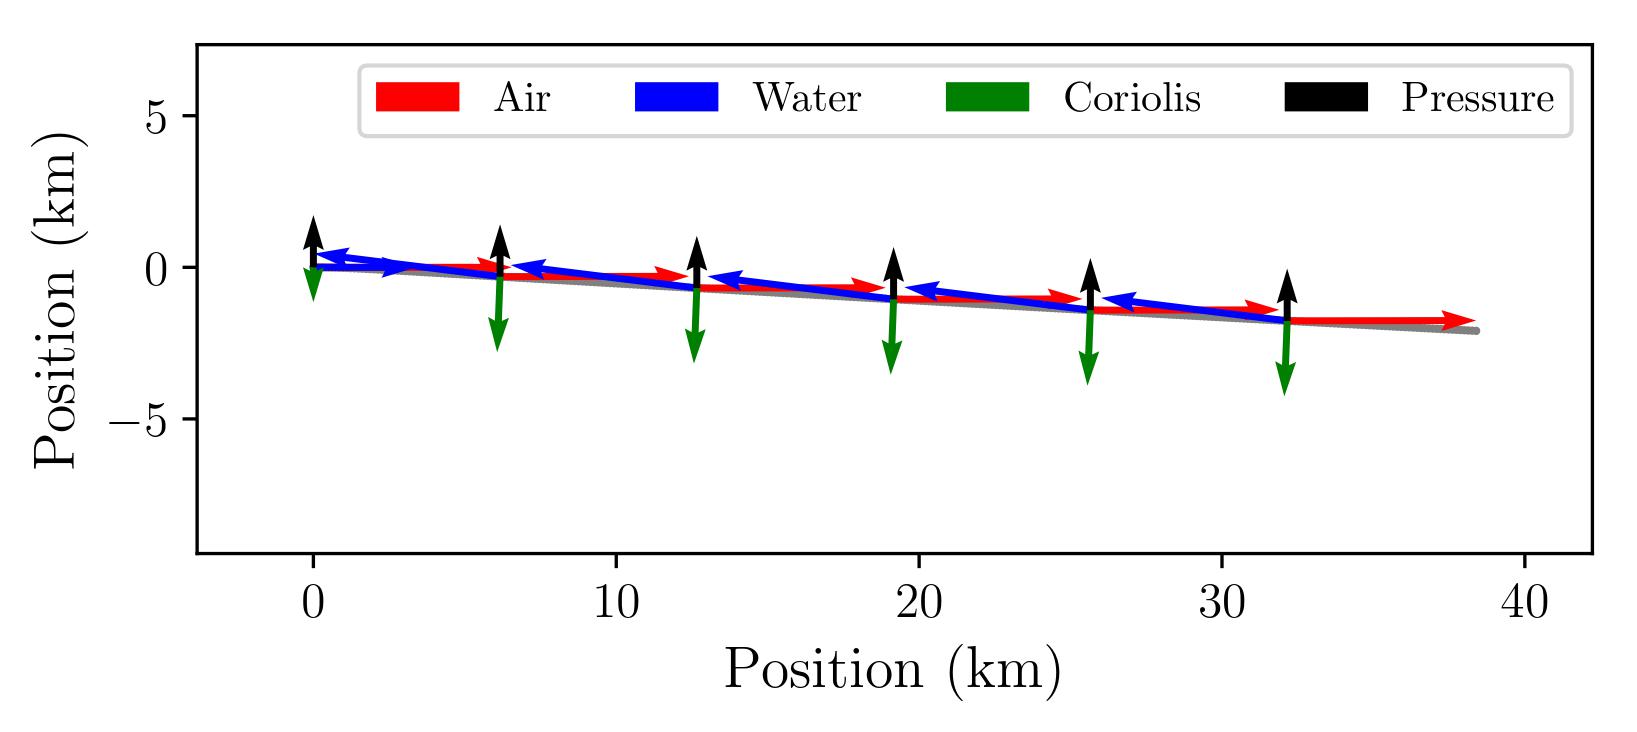 Air Water Coriolis Pressure
5
0
−5
Position (km)
0 10 20 30 40
Position (km)